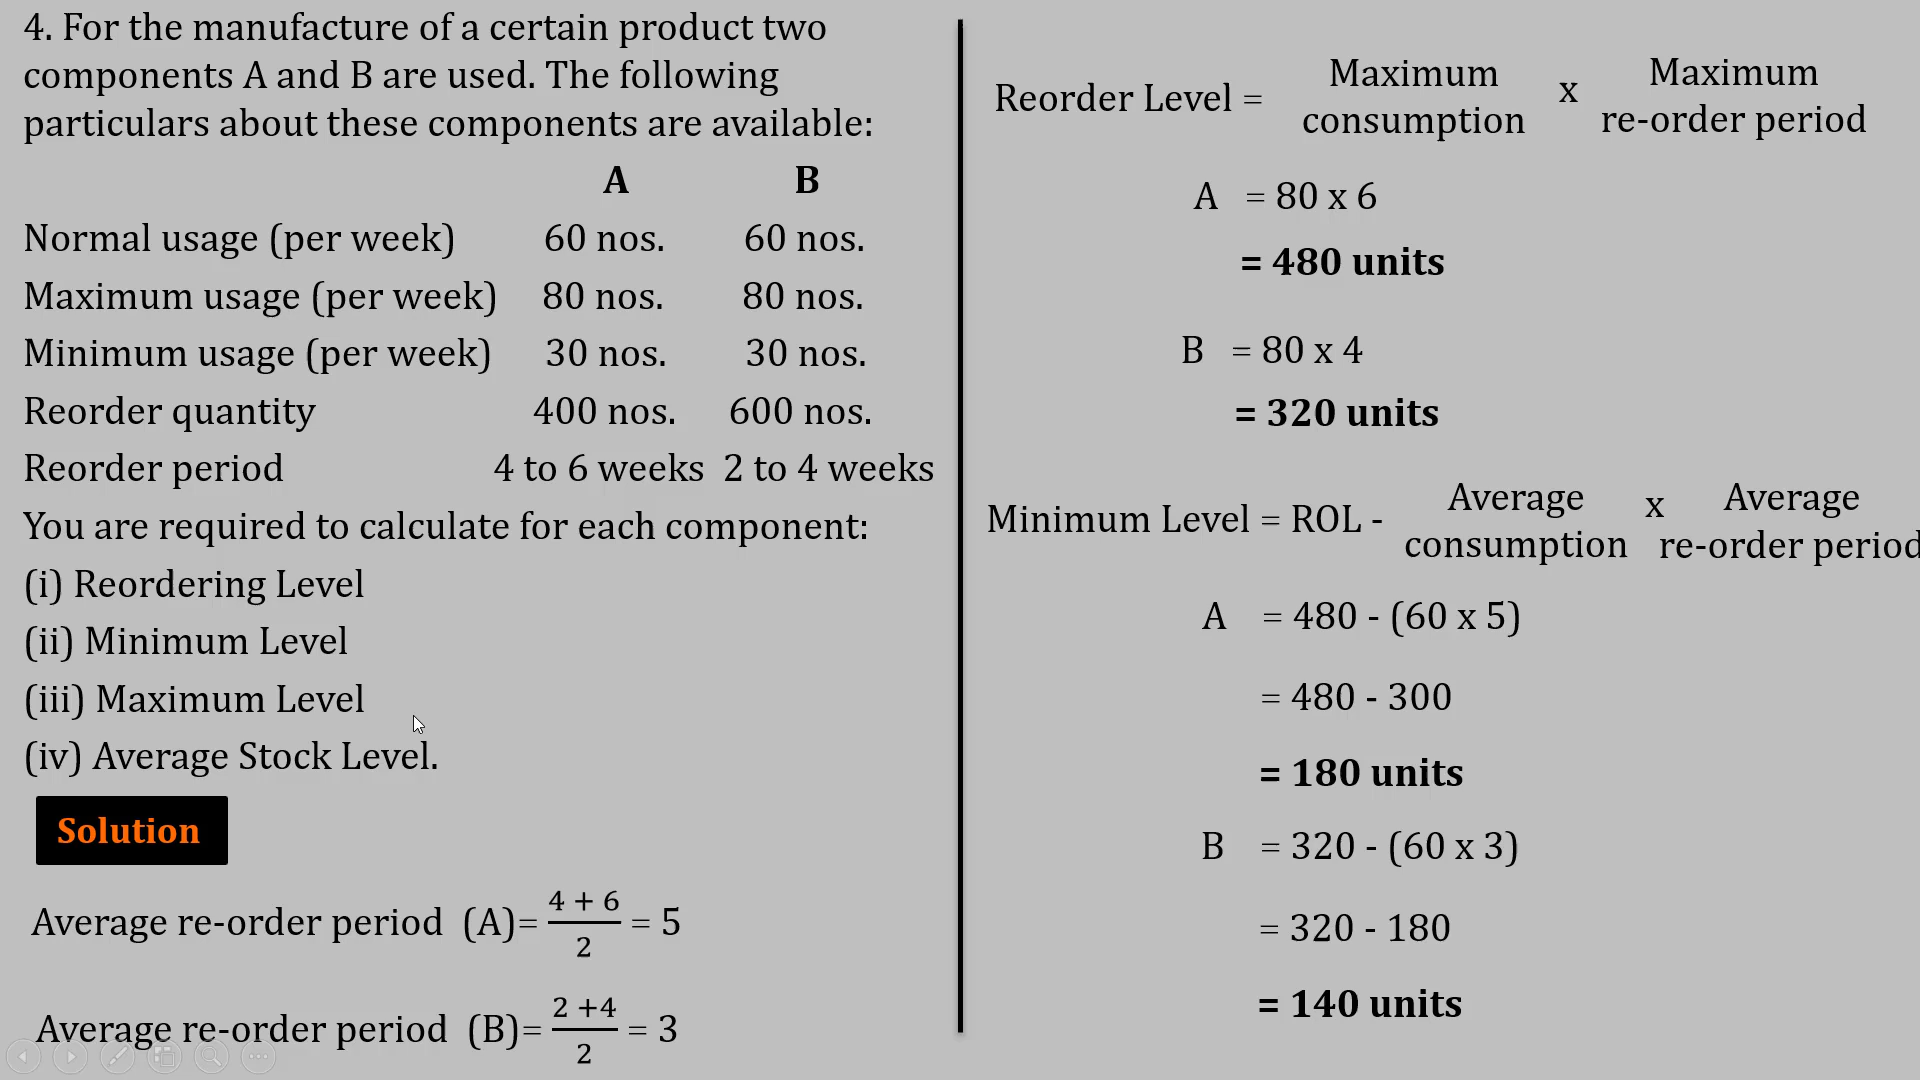 4. For the manufacture of a certain product two
components A and B are used. The following
particulars about these components are available:
A B
Normal usage (per week) 60 nos. 60 nos.
Maximum usage (per week) 80 nos. 80 nos.
Minimum usage (per week) 30 nos. 30 nos.
Reorder quantity 400 nos. 600 nos.
Reorder period 4 to 6 weeks 2 to 4 weeks
You are required to calculate for each component:
(i) Reordering Level
(ii) Minimum Level
(iii) Maximum Level
(iv) Average Stock Level.
Solution
Average re-order period (A)= 4 + 6 / 2 = 5
Average re-order period (B)= 2 +4 / 2 = 3
Reorder Level = Maximum consumption x Maximum re-order period
A = 80 x 6
= 480 units
B = 80 x 4
= 320 units
Minimum Level = ROL - Average consumption x Average re-order period
A = 480 - (60 x 5)
= 480 - 300
= 180 units
B = 320 - (60 x 3)
= 320 - 180
= 140 units